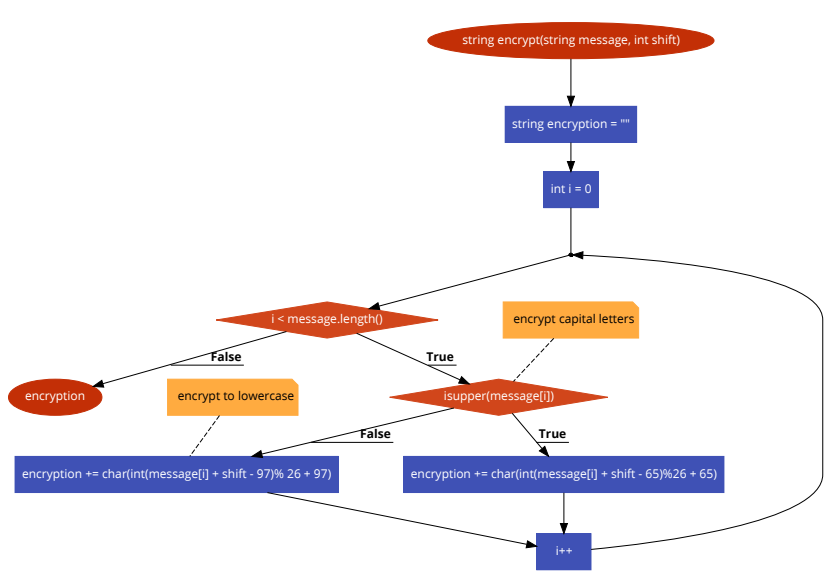 string encrypt(string message, int shift)
string encryption = ""
int i = 0
i < message.length()
encrypt capital letters
False
True
encryption
encrypt to lowercase
isupper(message[i])
False
True
encryption += char(int(message[i] + shift - 97)% 26 + 97)
encryption += char(int(message[i] + shift - 65)%26 + 65)
i++